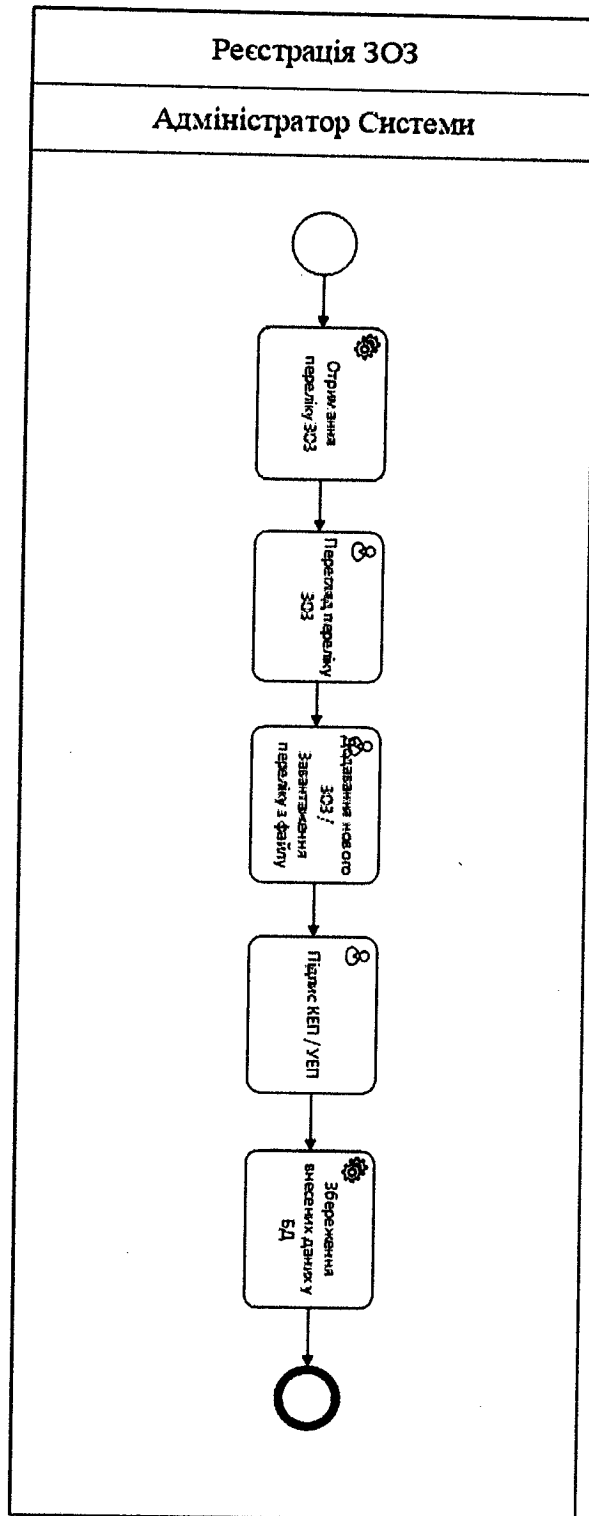 Реєстрація ЗОЗ
Адміністратор Системи
Отримання
переліку ЗОЗ
Перегляд переліку
ЗОЗ
Додавання нового
ЗОЗ /
Завантаження
переліку з файлу
Підпис КЕП / УЕП
Збереження
внесених даних у
БД